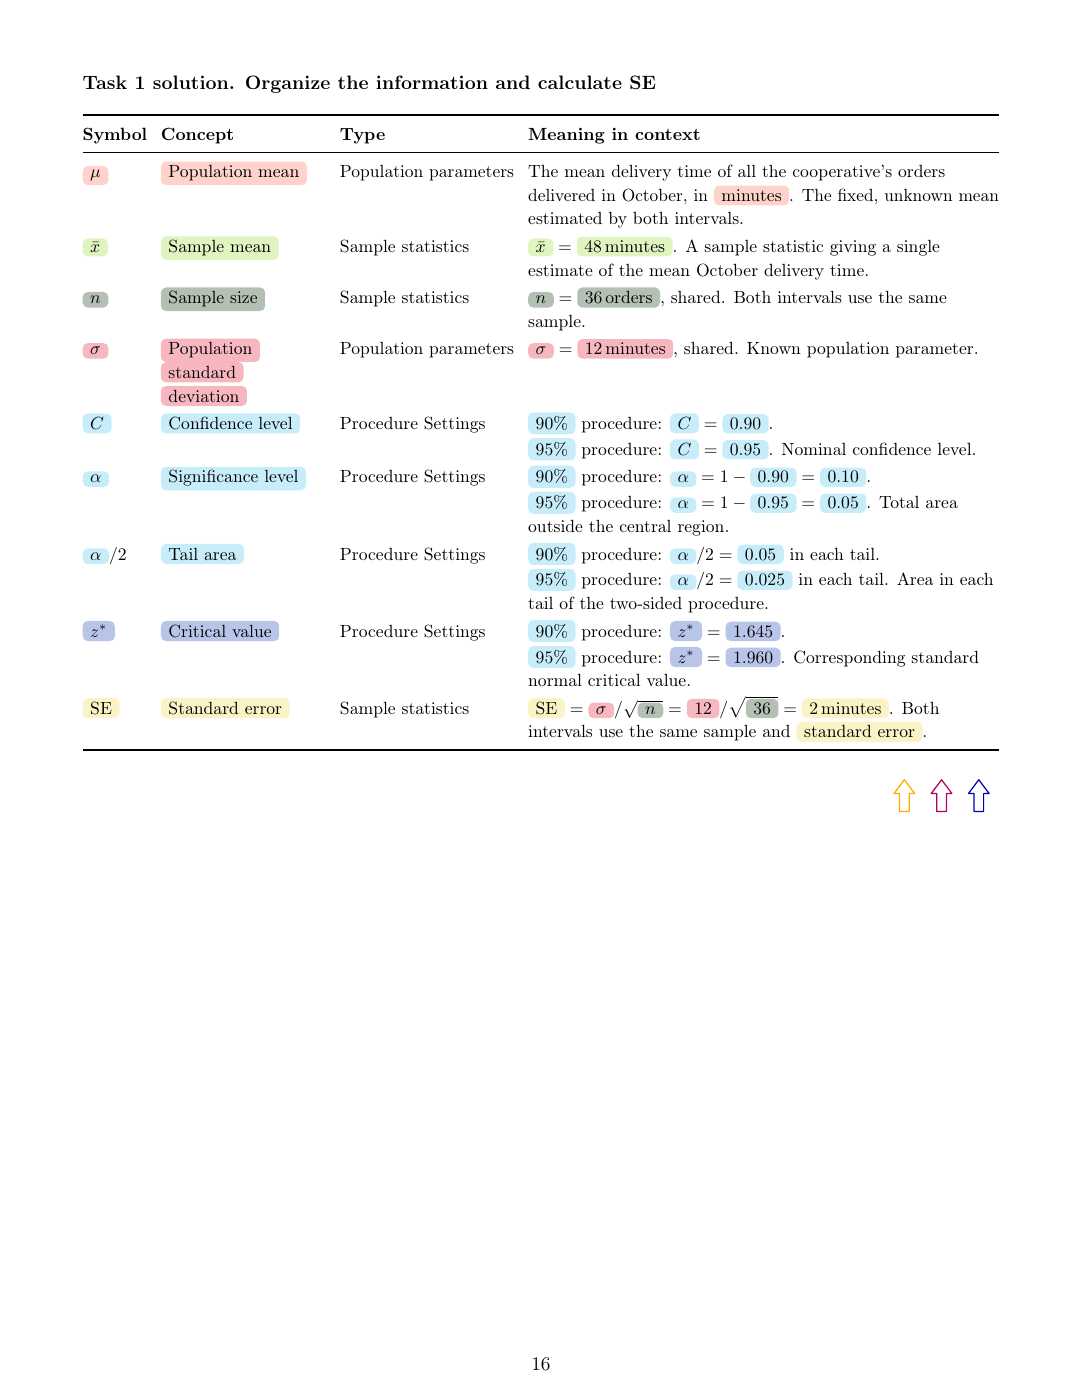 Task 1 solution. Organize the information and calculate SE
Symbol Concept Type Meaning in context
μ Population mean Population parameters The mean delivery time of all the cooperative's orders
delivered in October, in minutes. The fixed, unknown mean
estimated by both intervals.
x̄ Sample mean Sample statistics x̄ = 48 minutes. A sample statistic giving a single
estimate of the mean October delivery time.
n Sample size Sample statistics n = 36 orders, shared. Both intervals use the same
sample.
σ Population Population parameters σ = 12 minutes, shared. Known population parameter.
standard
deviation
C Confidence level Procedure Settings 90% procedure: C = 0.90.
95% procedure: C = 0.95. Nominal confidence level.
α Significance level Procedure Settings 90% procedure: α = 1 − 0.90 = 0.10.
95% procedure: α = 1 − 0.95 = 0.05. Total area
outside the central region.
α/2 Tail area Procedure Settings 90% procedure: α/2 = 0.05 in each tail.
95% procedure: α/2 = 0.025 in each tail. Area in each
tail of the two-sided procedure.
z* Critical value Procedure Settings 90% procedure: z* = 1.645.
95% procedure: z* = 1.960. Corresponding standard
normal critical value.
SE Standard error Sample statistics SE = σ/√n = 12/√36 = 2 minutes. Both
intervals use the same sample and standard error.
16